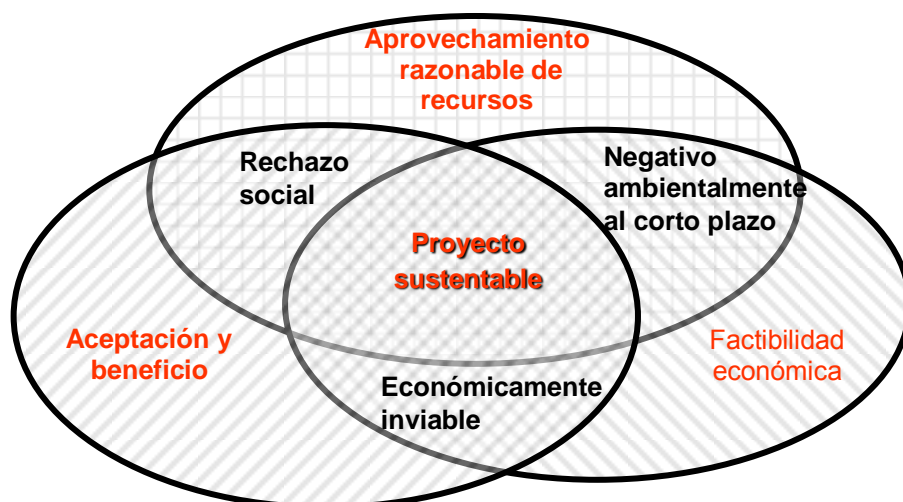 Aprovechamiento
razonable de
recursos
Rechazo
social
Negativo
ambientalmente
al corto plazo
Proyecto
sustentable
Aceptación y
beneficio
Factibilidad
económica
Económicamente
inviable